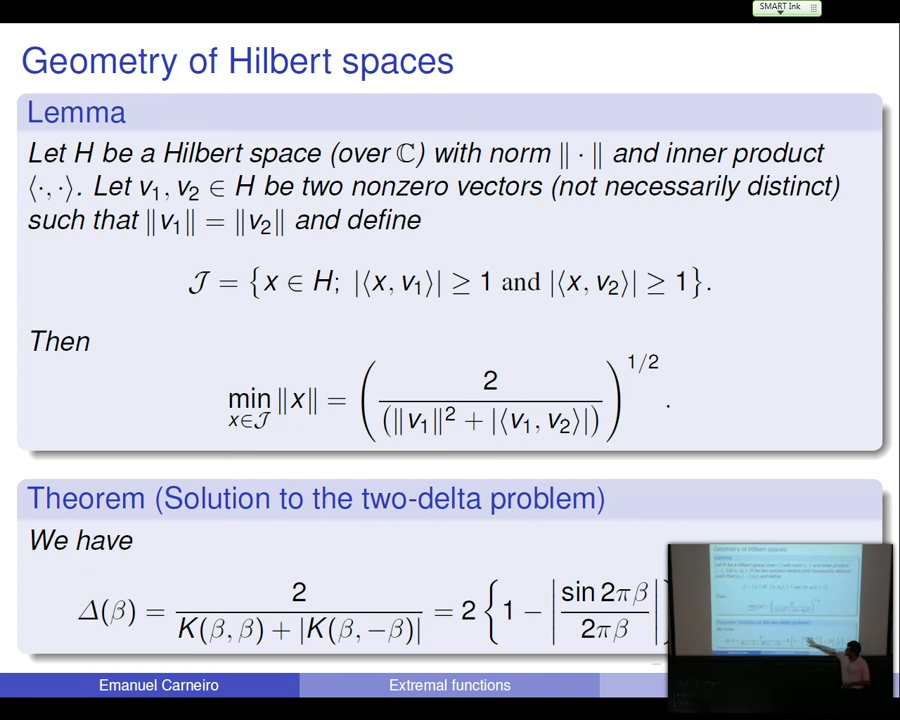 SMART Ink
Geometry of Hilbert spaces
Lemma
Let H be a Hilbert space (over ℂ) with norm ‖ · ‖ and inner product
⟨·, ·⟩. Let v₁, v₂ ∈ H be two nonzero vectors (not necessarily distinct)
such that ‖v₁‖ = ‖v₂‖ and define
𝒥 = {x ∈ H; |⟨x, v₁⟩| ≥ 1 and |⟨x, v₂⟩| ≥ 1}.
Then
min_{x∈𝒥} ‖x‖ = (2 / (‖v₁‖² + |⟨v₁, v₂⟩|))^{1/2}.
Theorem (Solution to the two-delta problem)
We have
Δ(β) = 2 / (K(β, β) + |K(β, −β)|) = 2 {1 − |sin 2πβ / 2πβ|
Emanuel Carneiro
Extremal functions